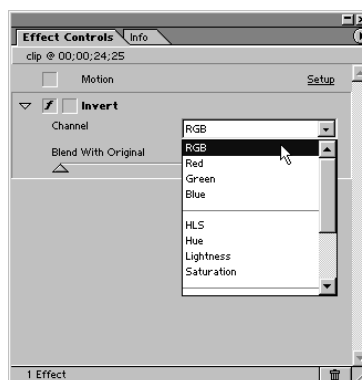 Effect Controls Info
clip @ 00;00;24;25
Motion Setup
f Invert
Channel RGB
RGB
Red
Green
Blue
Blend With Original
HLS
Hue
Lightness
Saturation
1 Effect